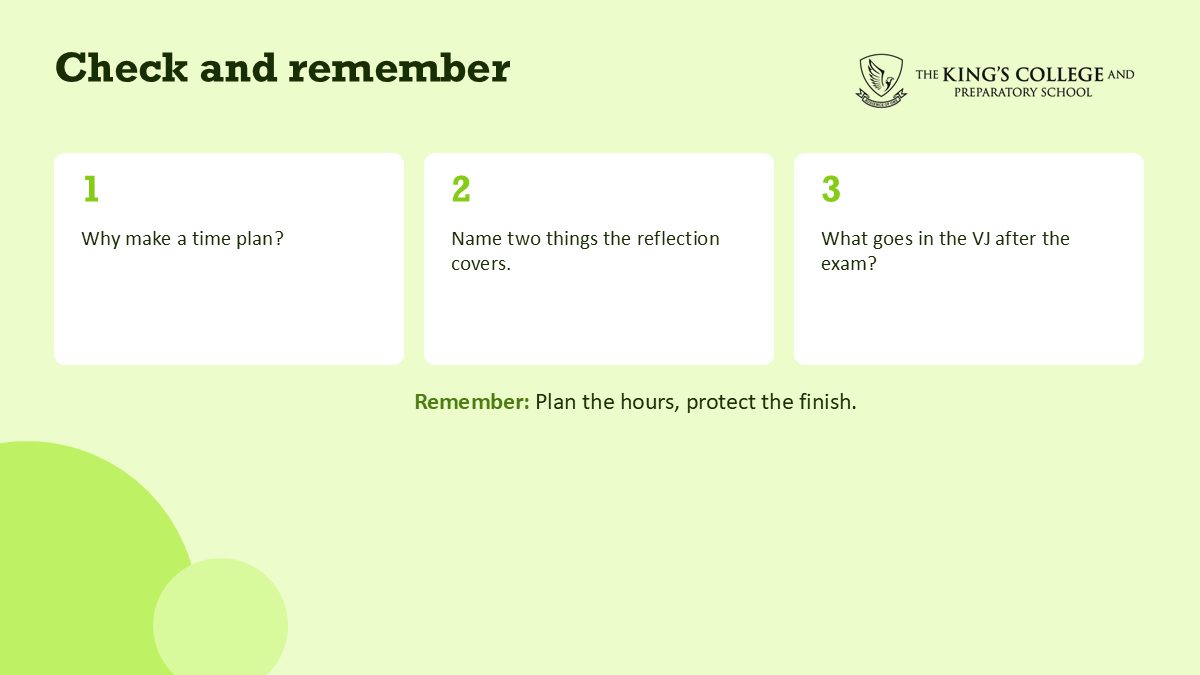 Check and remember
THE KING'S COLLEGE AND
PREPARATORY SCHOOL
1
Why make a time plan?
2
Name two things the reflection
covers.
3
What goes in the VJ after the
exam?
Remember: Plan the hours, protect the finish.